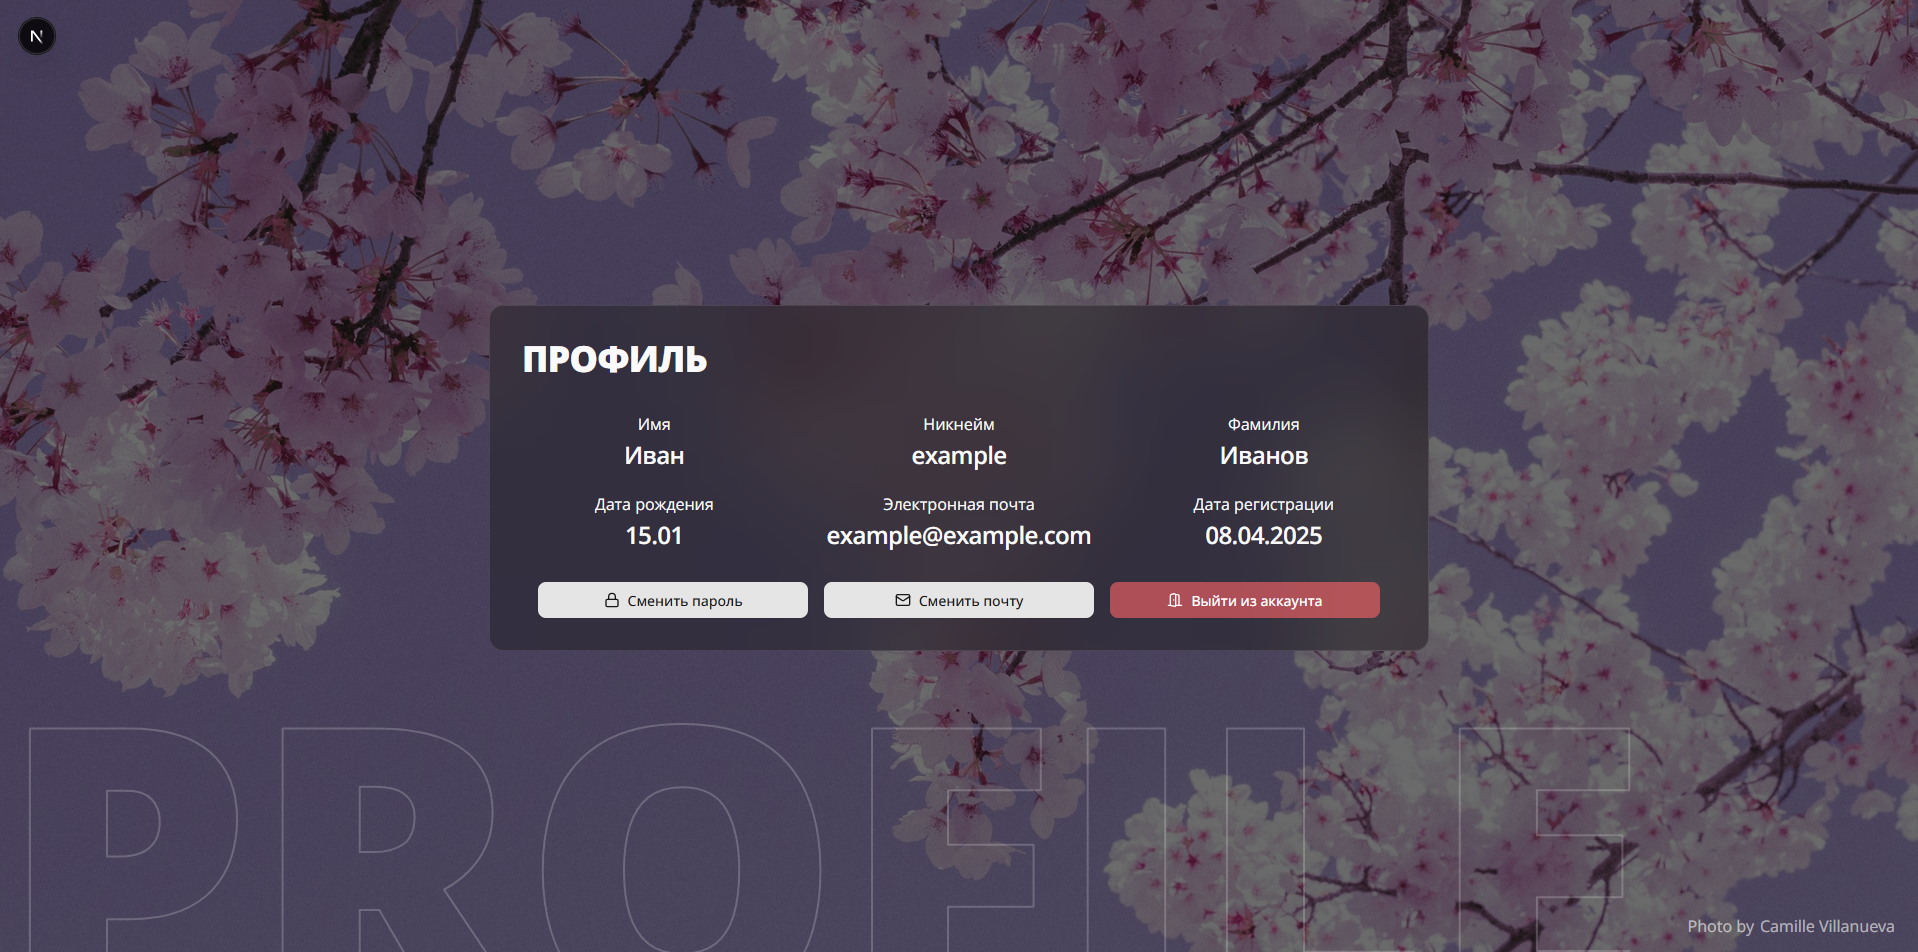 N
ПРОФИЛЬ
Имя
Иван
Никнейм
example
Фамилия
Иванов
Дата рождения
15.01
Электронная почта
example@example.com
Дата регистрации
08.04.2025
Сменить пароль
Сменить почту
Выйти из аккаунта
PROFILE
Photo by Camille Villanueva